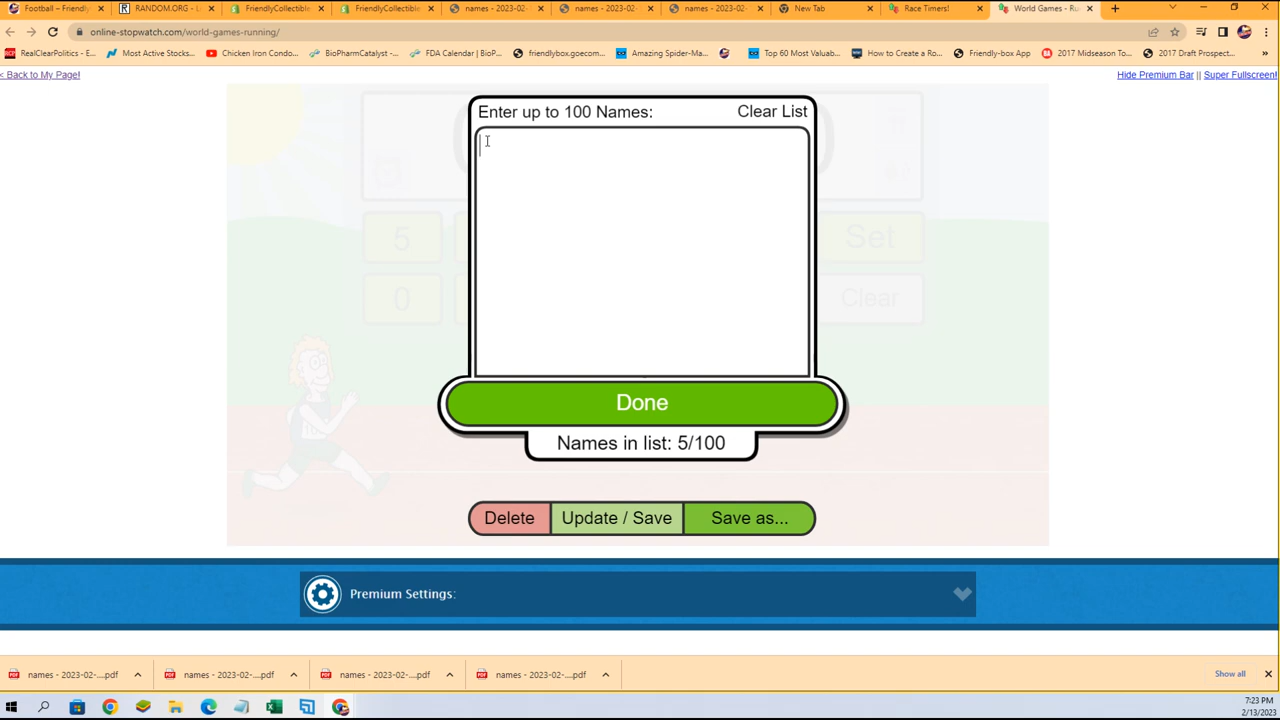 Football – Friendly
RANDOM.ORG - L
FriendlyCollectible
FriendlyCollectible
names - 2023-02-
names - 2023-02-
names - 2023-02-
New Tab
Race Timers!
World Games - Ru
online-stopwatch.com/world-games-running/
RealClearPolitics - E...
Most Active Stocks...
Chicken Iron Condo...
BioPharmCatalyst -...
FDA Calendar | BioP...
friendlybox.goecom...
Amazing Spider-Ma...
Top 60 Most Valuab...
How to Create a Ro...
Friendly-box App
2017 Midseason To...
2017 Draft Prospect...
< Back to My Page!
Hide Premium Bar || Super Fullscreen!
Enter up to 100 Names:
Clear List
5
Set
0
Clear
Done
Names in list: 5/100
Delete
Update / Save
Save as...
Premium Settings:
names - 2023-02-....pdf
names - 2023-02-....pdf
names - 2023-02-....pdf
names - 2023-02-....pdf
Show all
7:23 PM
2/13/2023